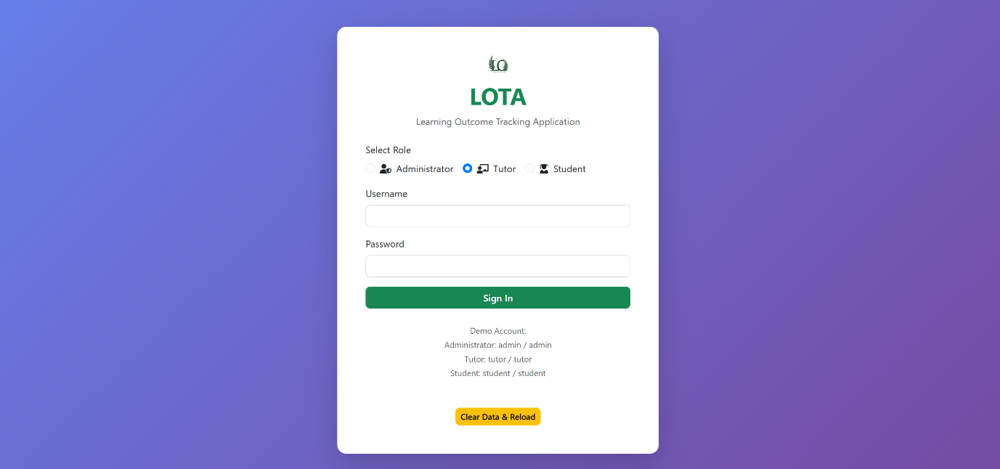 LO
LOTA
Learning Outcome Tracking Application
Select Role
Administrator Tutor Student
Username
Password
Sign In
Demo Account:
Administrator: admin / admin
Tutor: tutor / tutor
Student: student / student
Clear Data & Reload